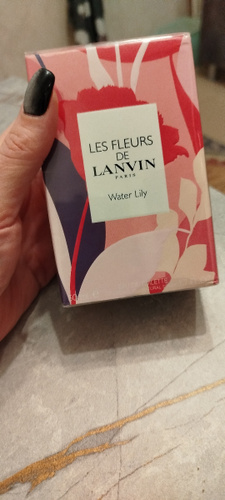 LES FLEURS
DE
LANVIN
PARIS
Water Lily